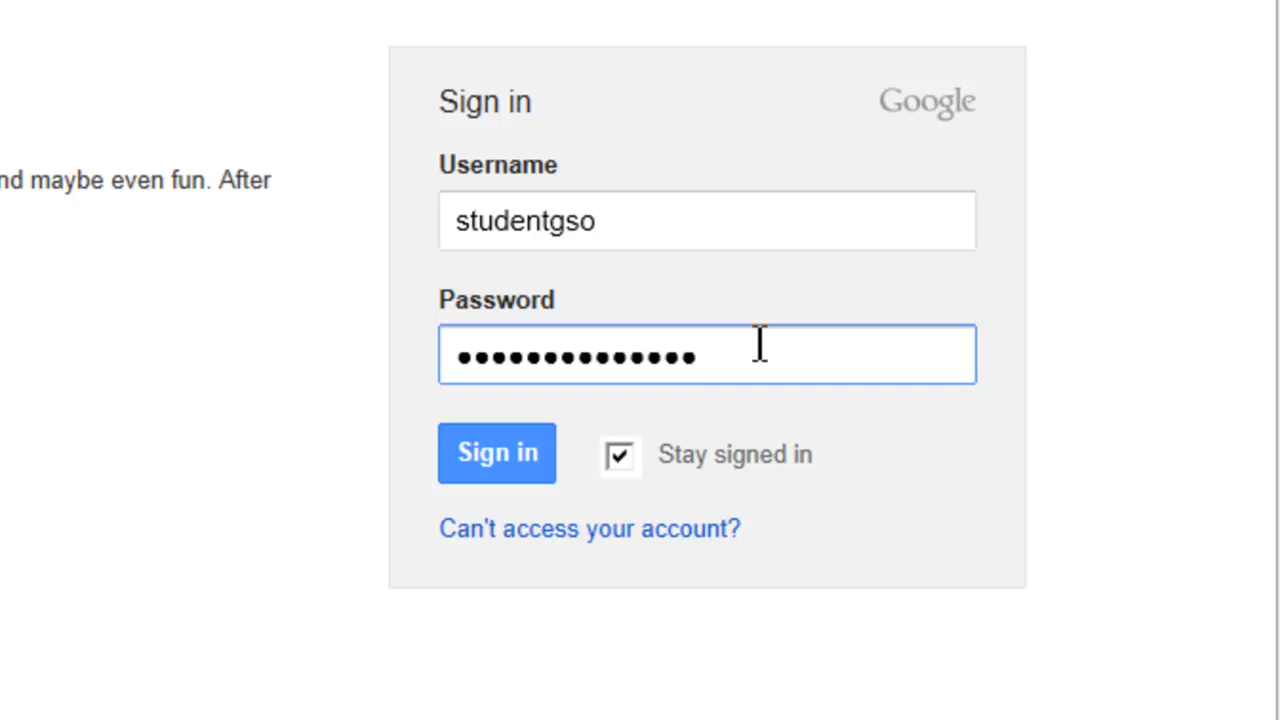 Sign in Google
Username
nd maybe even fun. After
studentgso
Password
••••••••••••••
Sign in Stay signed in
Can't access your account?